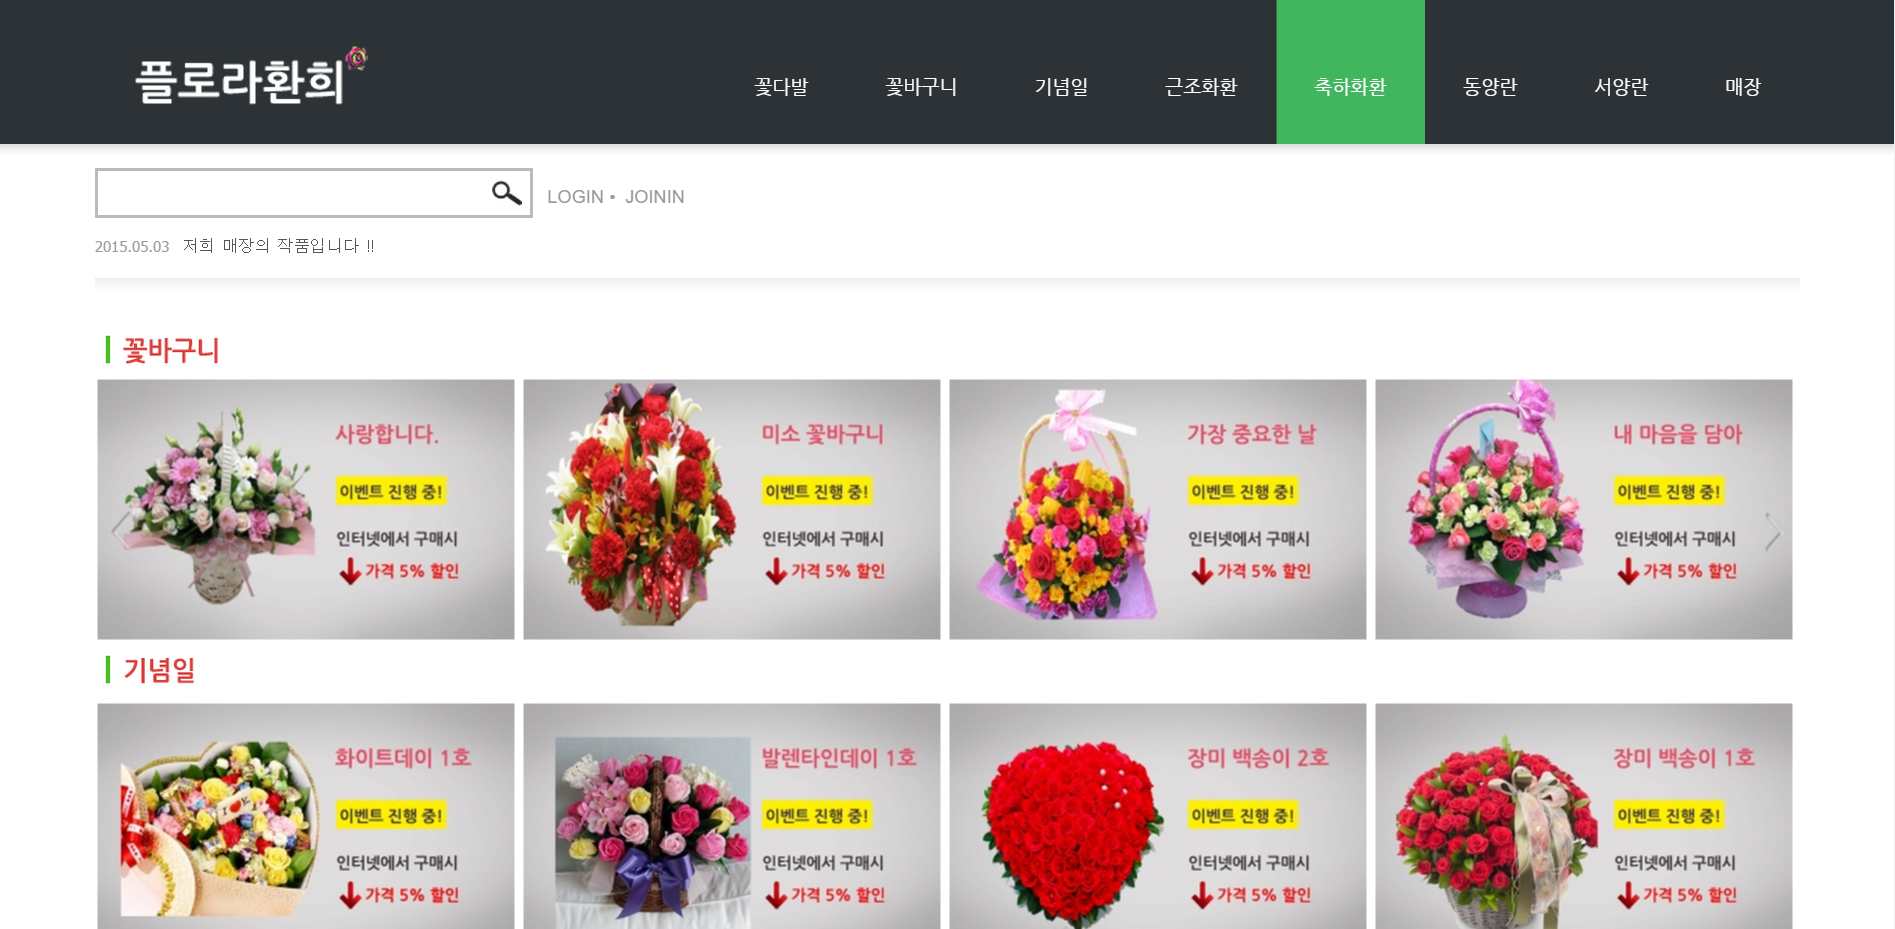 플로라환희
꽃다발 꽃바구니 기념일 근조화환 축하화환 동양란 서양란 매장
LOGIN • JOININ
2015.05.03 저희 매장의 작품입니다 !!
꽃바구니
사랑합니다.
이벤트 진행 중!
인터넷에서 구매시
가격 5% 할인
미소 꽃바구니
이벤트 진행 중!
인터넷에서 구매시
가격 5% 할인
가장 중요한 날
이벤트 진행 중!
인터넷에서 구매시
가격 5% 할인
내 마음을 담아
이벤트 진행 중!
인터넷에서 구매시
가격 5% 할인
기념일
화이트데이 1호
이벤트 진행 중!
인터넷에서 구매시
가격 5% 할인
발렌타인데이 1호
이벤트 진행 중!
인터넷에서 구매시
가격 5% 할인
장미 백송이 2호
이벤트 진행 중!
인터넷에서 구매시
가격 5% 할인
장미 백송이 1호
이벤트 진행 중!
인터넷에서 구매시
가격 5% 할인